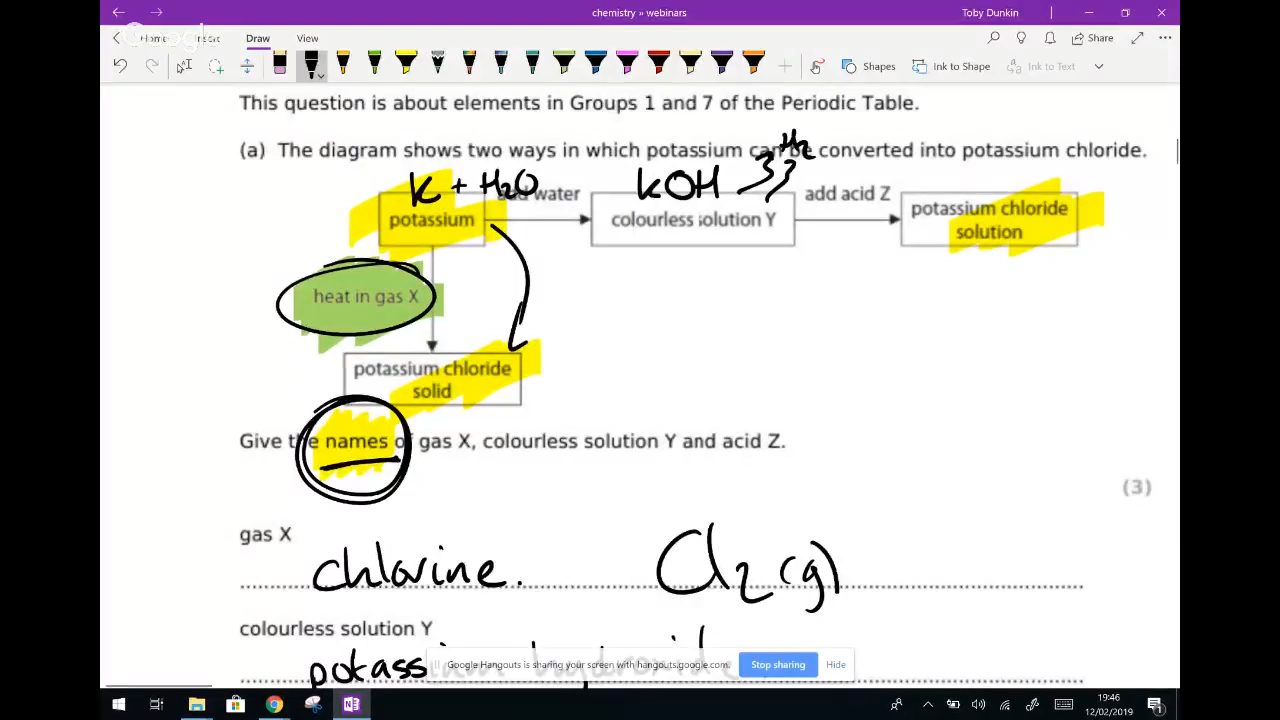 chemistry » webinars
Toby Dunkin
Google
Home
Insert
Draw
View
Share
Shapes
Ink to Shape
Ink to Text
This question is about elements in Groups 1 and 7 of the Periodic Table.
(a) The diagram shows two ways in which potassium can be converted into potassium chloride.
H2
K + H2O
KOH
add water
add acid Z
potassium
colourless solution Y
potassium chloride
solution
heat in gas X
potassium chloride
solid
Give the names of gas X, colourless solution Y and acid Z.
(3)
gas X
chlorine.
Cl2 (g)
colourless solution Y
potassium hydroxide
Google Hangouts is sharing your screen with hangouts.google.com.
Stop sharing
Hide
19:46
12/02/2019
1